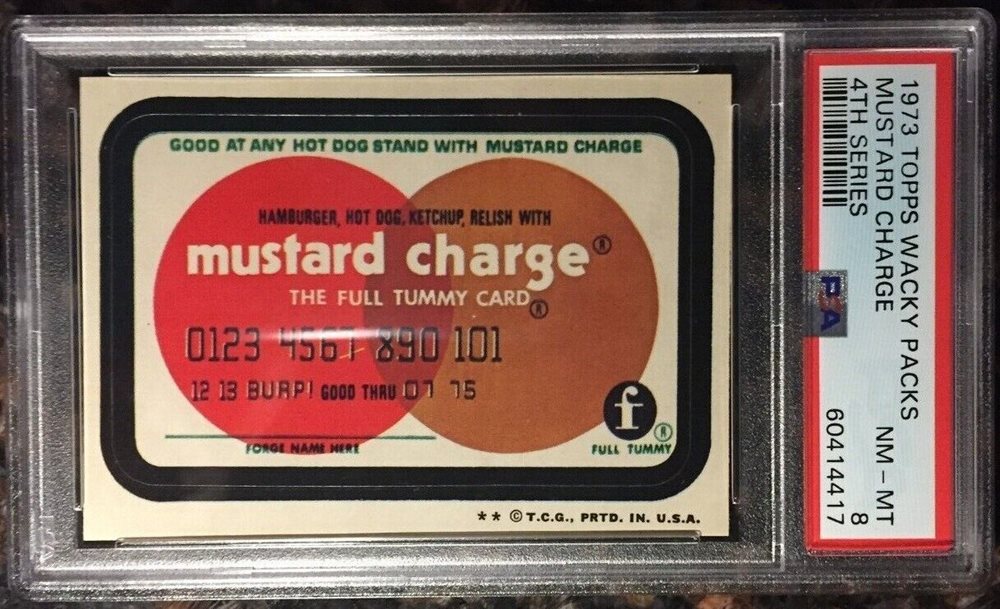 GOOD AT ANY HOT DOG STAND WITH MUSTARD CHARGE
HAMBURGER, HOT DOG, KETCHUP, RELISH WITH
mustard charge®
THE FULL TUMMY CARD®
0123 4567 890 101
12 13 BURP! GOOD THRU 07 75
FORGE NAME HERE
f®
FULL TUMMY
** ©T.C.G., PRTD. IN. U.S.A.
1973 TOPPS WACKY PACKS
MUSTARD CHARGE NM-MT
4TH SERIES 8
60414417
PSA